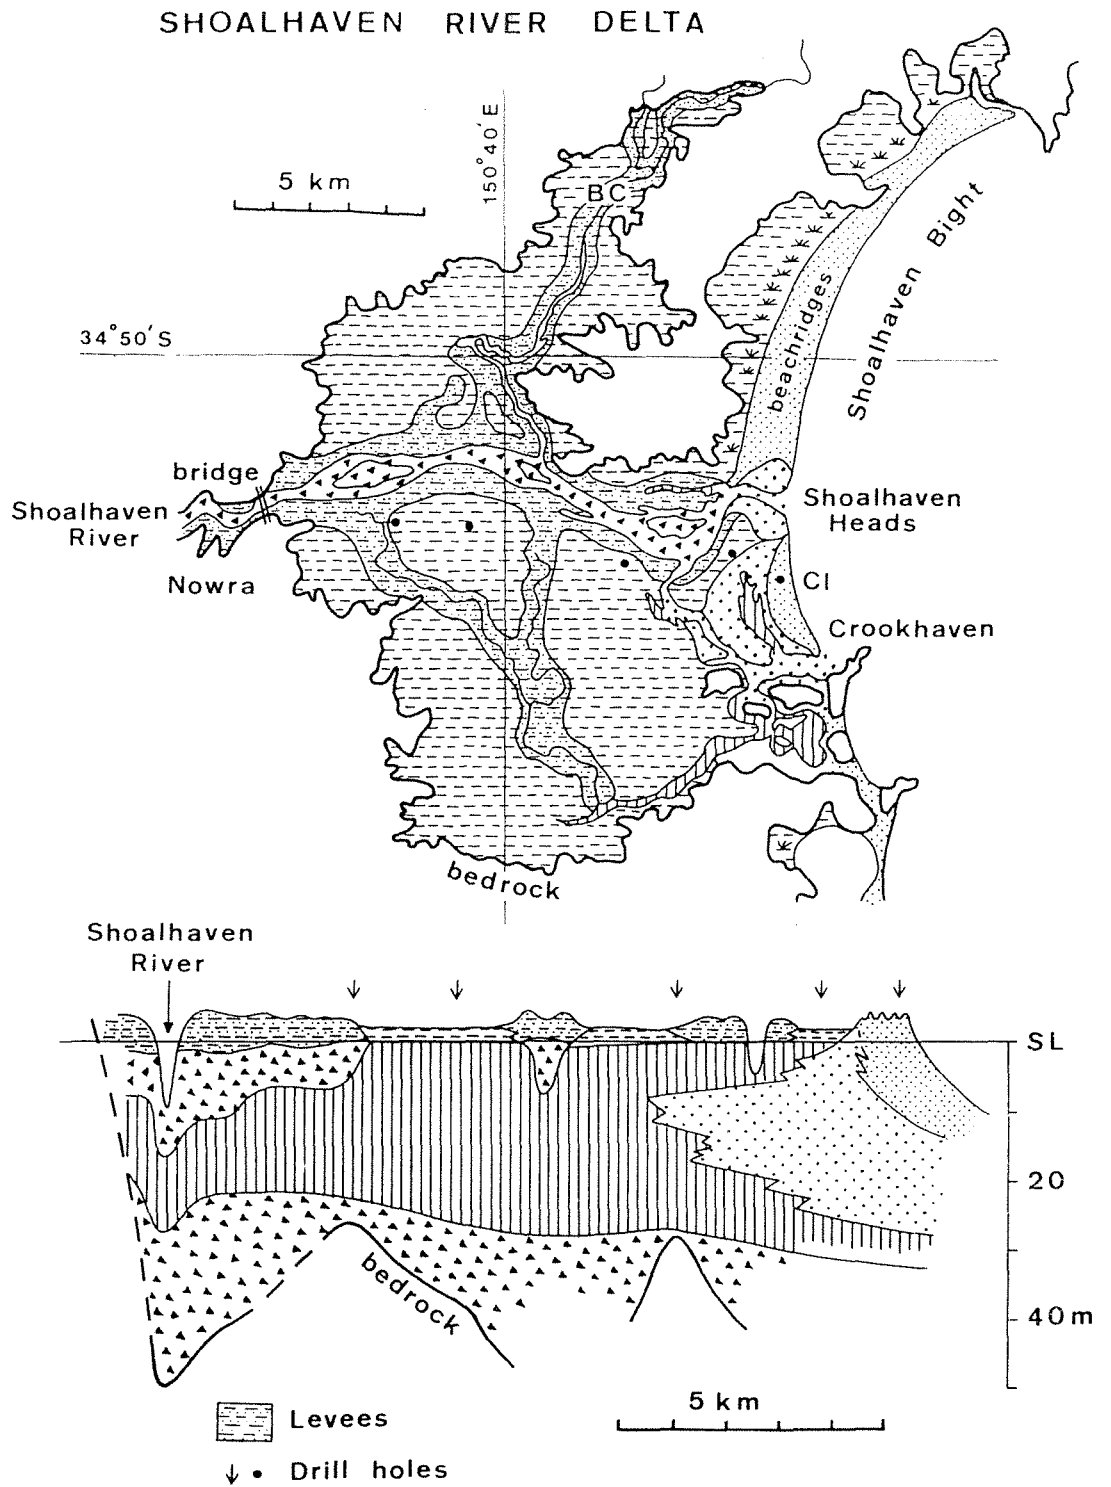 SHOALHAVEN RIVER DELTA
150°40'E
5 km
BC
34°50'S
beachridges
Shoalhaven Bight
bridge
Shoalhaven
River
Nowra
Shoalhaven
Heads
CI
Crookhaven
bedrock
Shoalhaven
River
SL
20
40m
bedrock
5 km
Levees
Drill holes